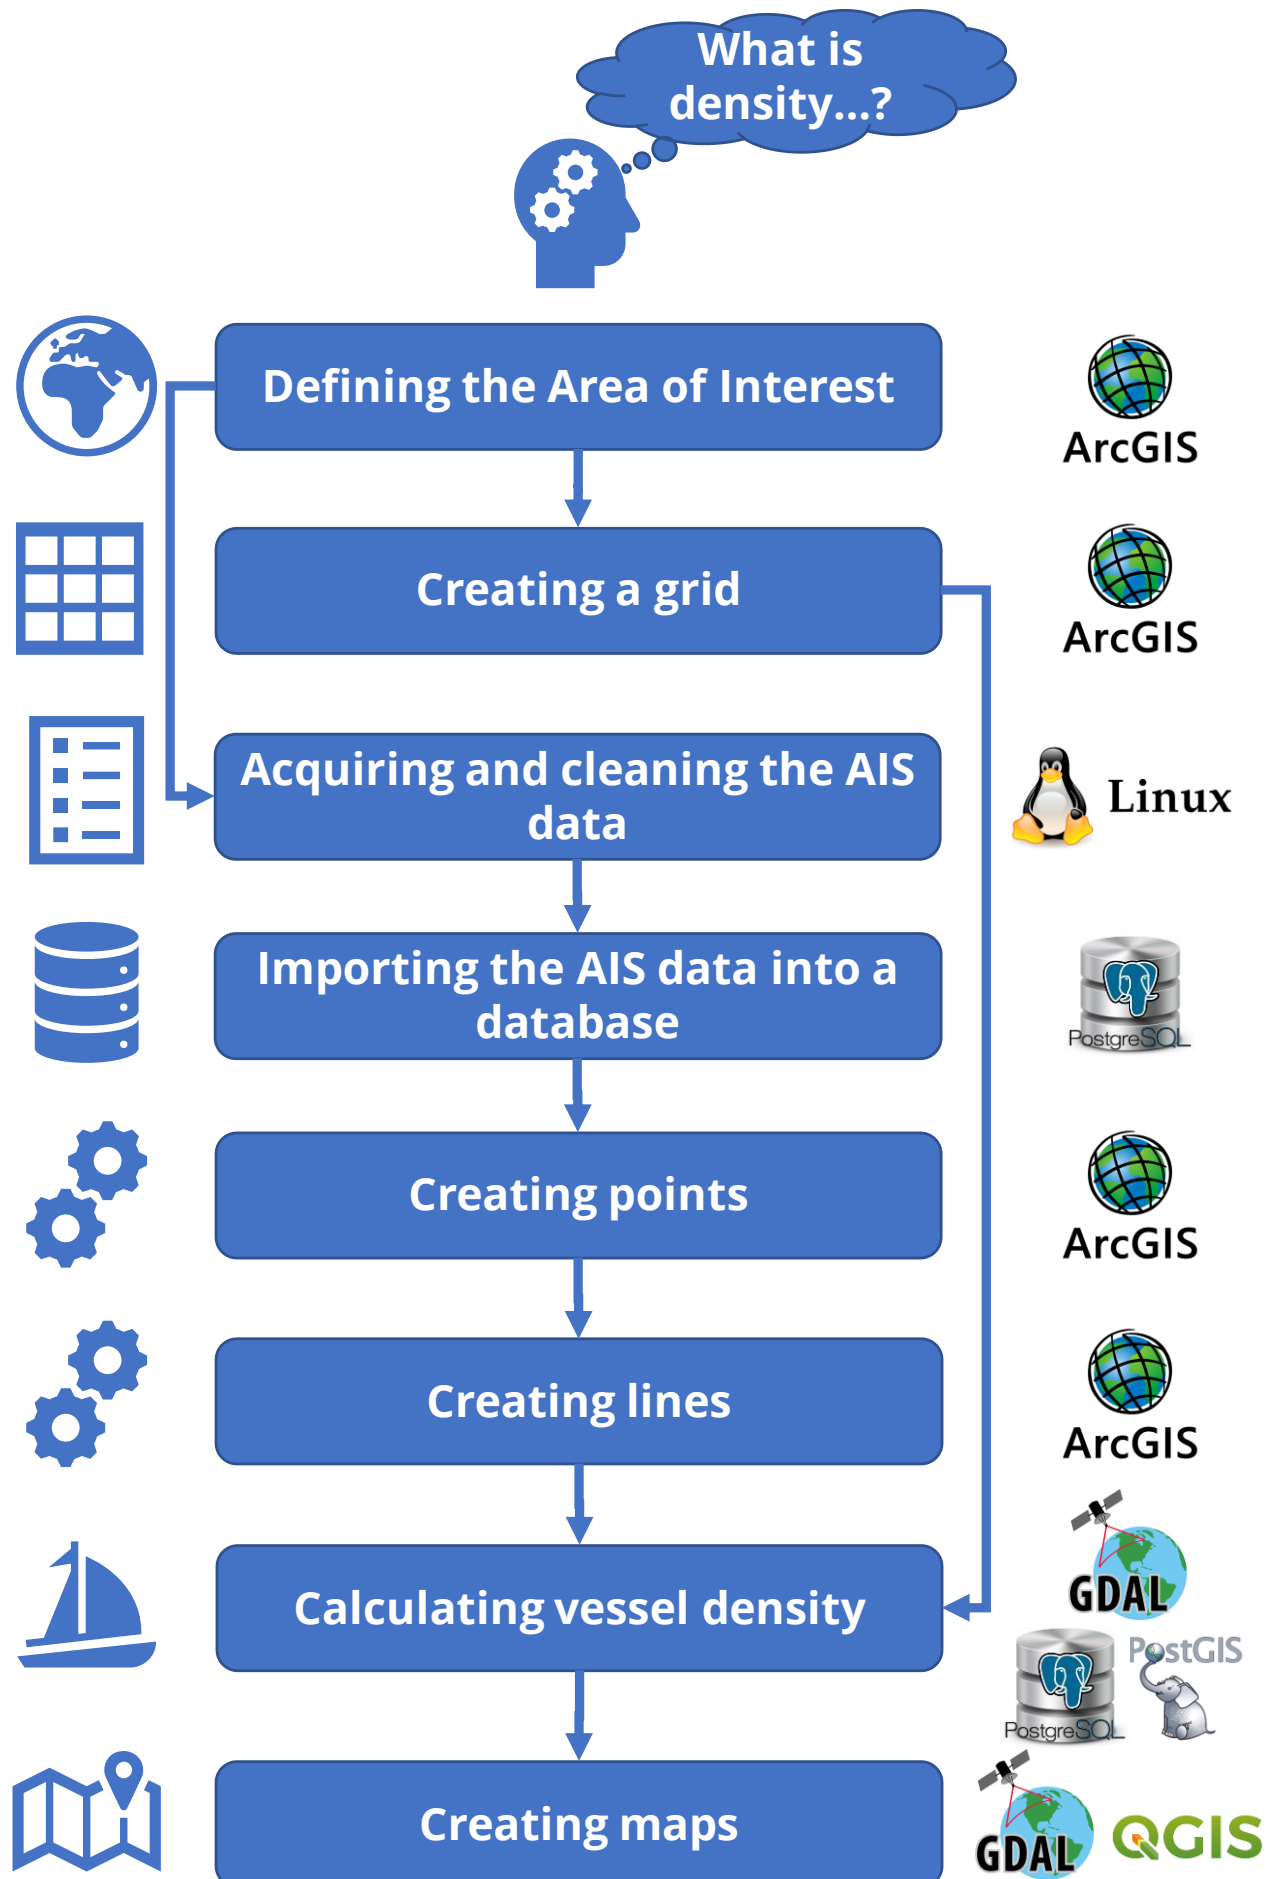 What is
density...?
Defining the Area of Interest
ArcGIS
Creating a grid
ArcGIS
Acquiring and cleaning the AIS
data
Linux
Importing the AIS data into a
database
PostgreSQL
Creating points
ArcGIS
Creating lines
ArcGIS
Calculating vessel density
GDAL
PostGIS
PostgreSQL
Creating maps
GDAL
QGIS